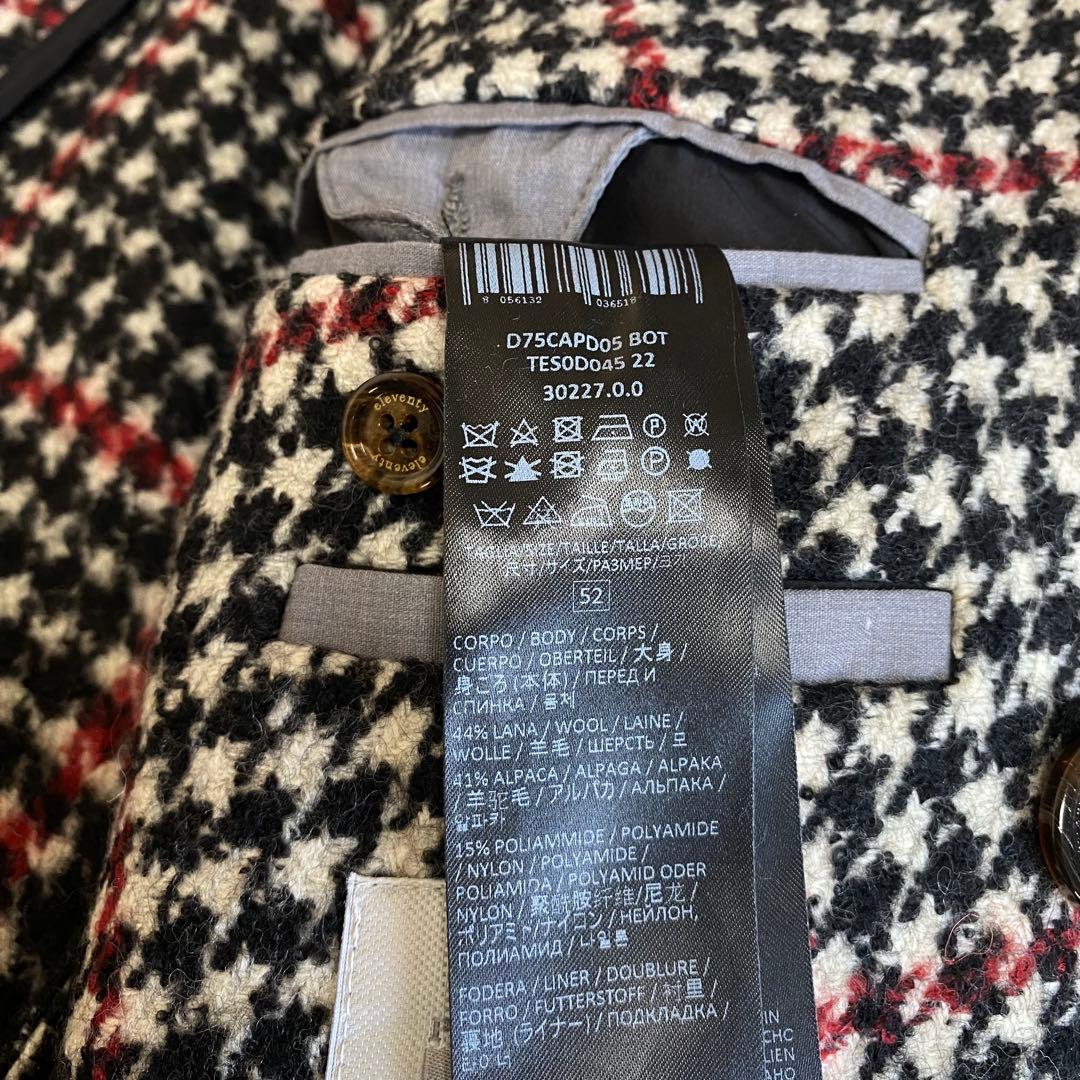 8 056132 036518
D75CAPD05 BOT
TES0D045 22
30227.0.0
eleventy
eleventy
TAGLIA/SIZE/TAILLE/TALLA/GRÖSSE
尺寸/サイズ/РАЗМЕР/
52
CORPO / BODY / CORPS /
CUERPO / OBERTEIL / 大身 /
身ごろ (本体) / ПЕРЕД И
СПИНКА / 몸체
44% LANA / WOOL / LAINE /
WOLLE / 羊毛 / ШЕРСТЬ / 모
41% ALPACA / ALPAGA / ALPAKA
/ 羊驼毛 / アルパカ / АЛЬПАКА /
알파카
15% POLIAMMIDE / POLYAMIDE
/ NYLON / POLYAMIDE /
POLIAMIDA / POLYAMID ODER
NYLON / 聚酰胺纤维/尼龙 /
ポリアミド/ナイロン / НЕЙЛОН,
ПОЛИАМИД / 나일론
FODERA / LINER / DOUBLURE /
FORRO / FUTTERSTOFF / 衬里 /
裏地 (ライナー) / ПОДКЛАДКА /
안감